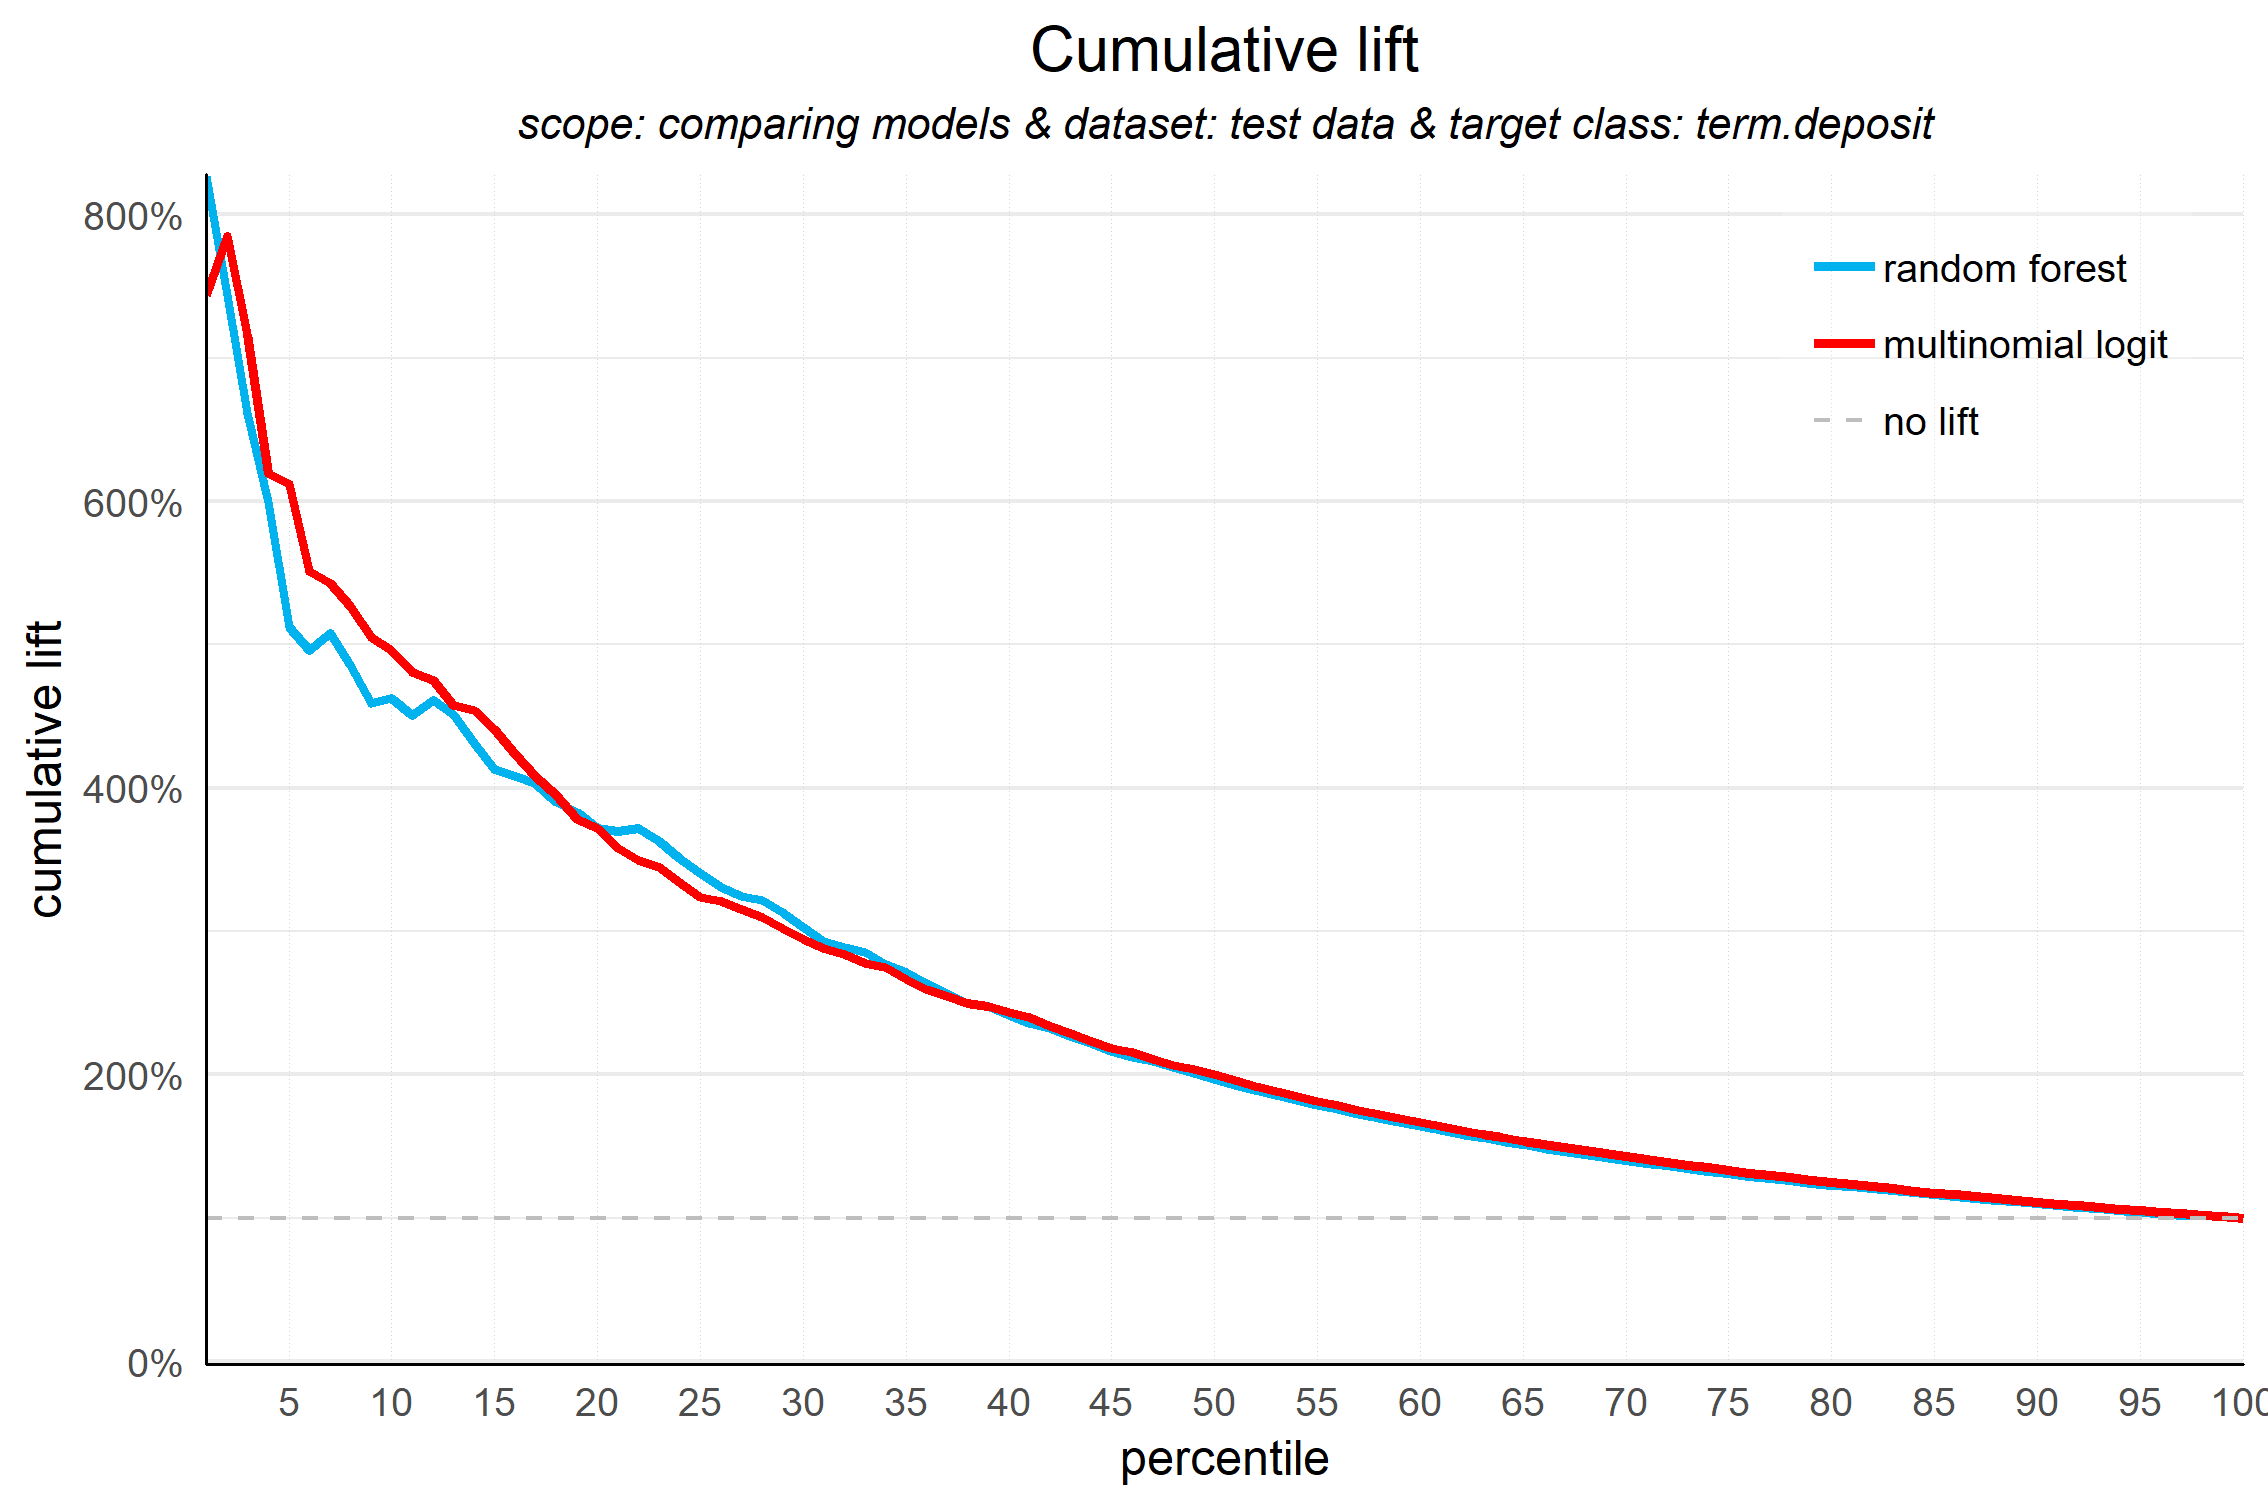 Cumulative lift
scope: comparing models & dataset: test data & target class: term.deposit
800%
600%
400%
200%
0%
cumulative lift
random forest
multinomial logit
no lift
5 10 15 20 25 30 35 40 45 50 55 60 65 70 75 80 85 90 95 100
percentile